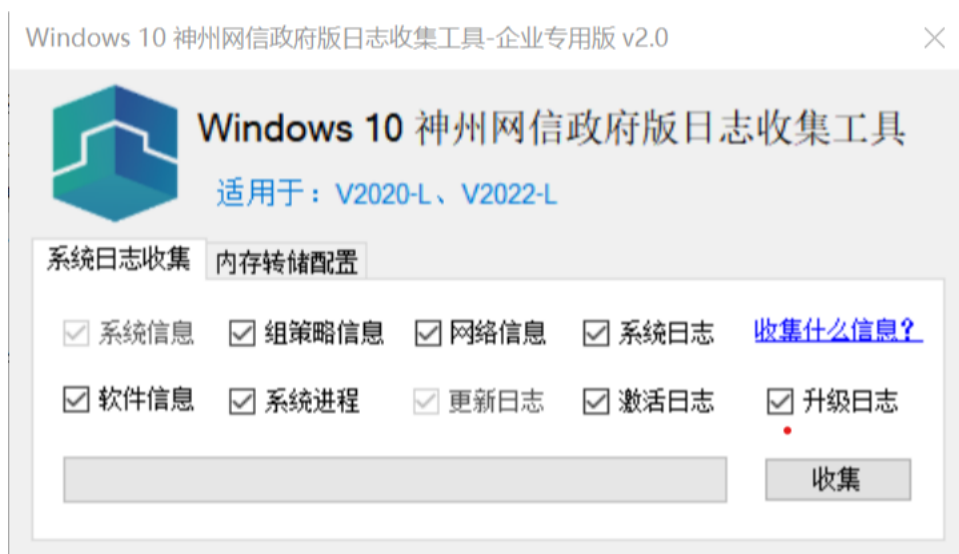 Windows 10 神州网信政府版日志收集工具-企业专用版 v2.0
Windows 10 神州网信政府版日志收集工具
适用于：V2020-L、V2022-L
系统日志收集 内存转储配置
系统信息 组策略信息 网络信息 系统日志 收集什么信息？
软件信息 系统进程 更新日志 激活日志 升级日志
收集